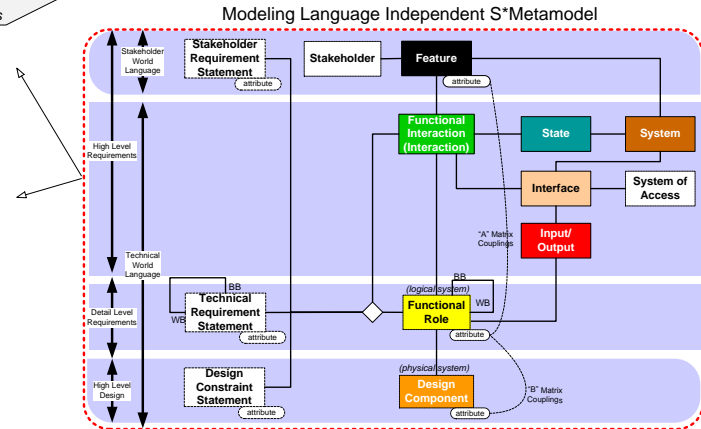 s
Modeling Language Independent S*Metamodel
Stakeholder
World
Language
Stakeholder
Requirement
Statement
attribute
Stakeholder
Feature
attribute
High Level
Requirements
Functional
Interaction
(Interaction)
State
System
Interface
System of
Access
"A" Matrix
Couplings
Input/
Output
Technical
World
Language
BB
WB
Technical
Requirement
Statement
attribute
(logical system)
BB
WB
Functional
Role
attribute
Detail Level
Requirements
High Level
Design
Design
Constraint
Statement
attribute
(physical system)
Design
Component
attribute
"B" Matrix
Couplings